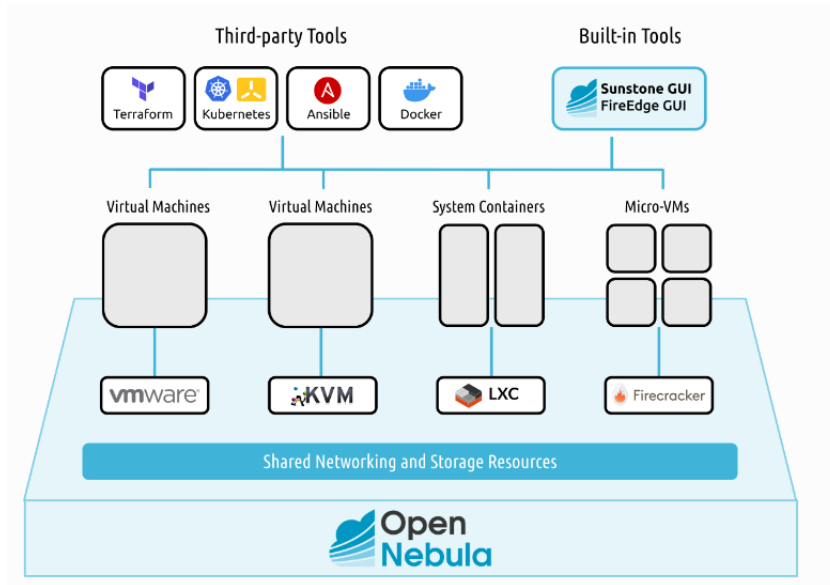 Third-party Tools
Built-in Tools
Terraform
Kubernetes
Ansible
Docker
Sunstone GUI
FireEdge GUI
Virtual Machines
Virtual Machines
System Containers
Micro-VMs
vmware
KVM
LXC
Firecracker
Shared Networking and Storage Resources
Open
Nebula